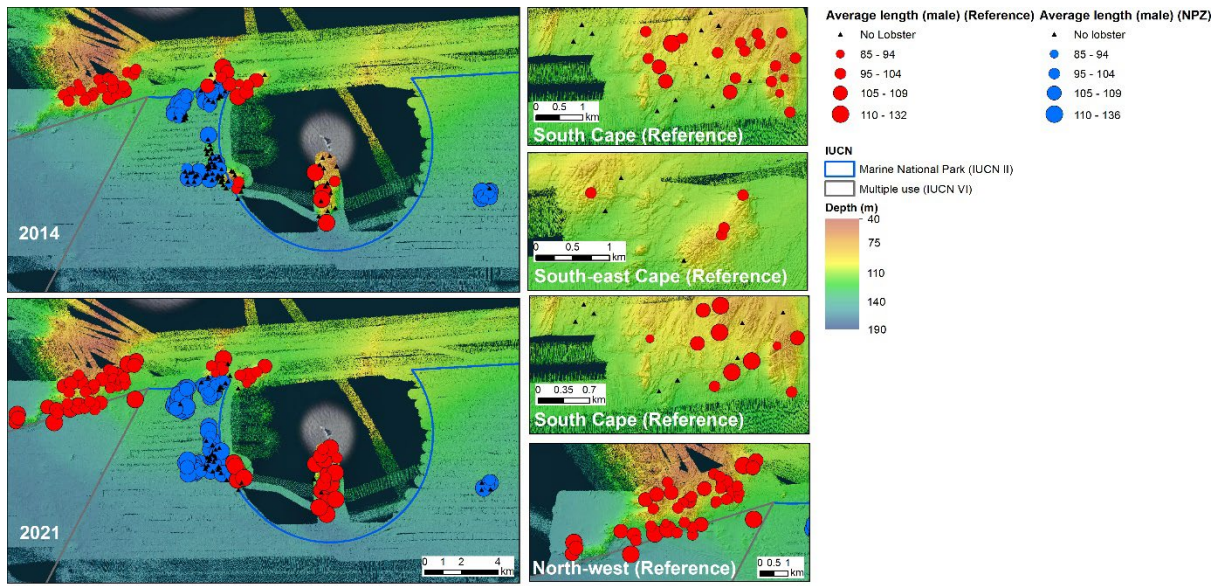 2014
0 0.5 1
km
South Cape (Reference)
0 0.5 1
km
South-east Cape (Reference)
2021
0 1 2 4
km
0 0.35 0.7
km
South Cape (Reference)
North-west (Reference)
0 0.5 1
km
Average length (male) (Reference)
No Lobster
85 - 94
95 - 104
105 - 109
110 - 132
Average length (male) (NPZ)
No lobster
85 - 94
95 - 104
105 - 109
110 - 136
IUCN
Marine National Park (IUCN II)
Multiple use (IUCN VI)
Depth (m)
40
75
110
140
190